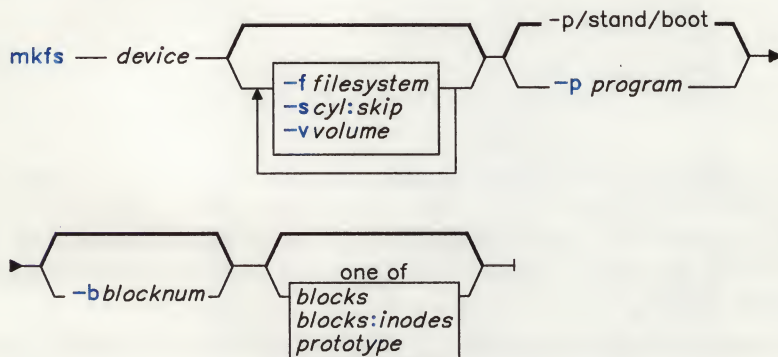 -p/stand/boot
mkfs device
-f filesystem
-s cyl:skip
-v volume
-p program
-b blocknum
one of
blocks
blocks:inodes
prototype